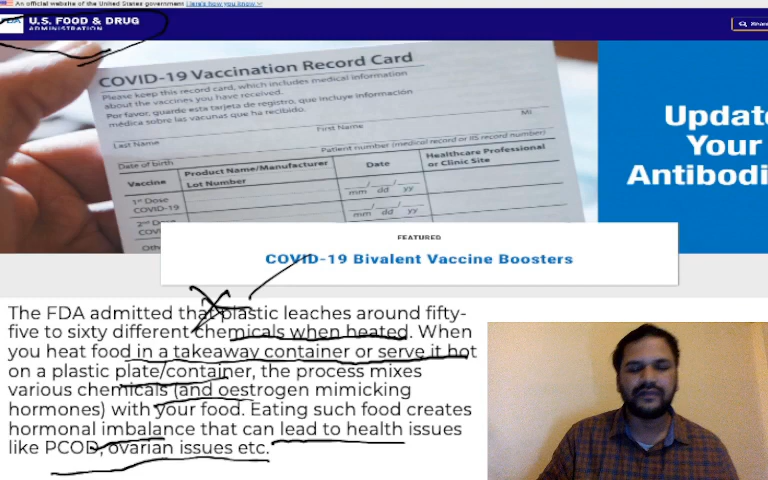 An official website of the United States government Here's how you know
FDA U.S. FOOD & DRUG
ADMINISTRATION
Sear
COVID-19 Vaccination Record Card
Please keep this record card, which includes medical information
about the vaccines you have received.
Por favor, guarde esta tarjeta de registro, que incluye información
médica sobre las vacunas que ha recibido.
Last Name First Name MI
Date of birth Patient number (medical record or IIS record number)
Vaccine Product Name/Manufacturer Date Healthcare Professional
Lot Number or Clinic Site
1st Dose
COVID-19
mm dd yy
2nd D
COV
mm dd yy
Oth
Updat
Your
Antibodi
FEATURED
COVID-19 Bivalent Vaccine Boosters
The FDA admitted that plastic leaches around fifty-
five to sixty different chemicals when heated. When
you heat food in a takeaway container or serve it hot
on a plastic plate/container, the process mixes
various chemicals (and oestrogen mimicking
hormones) with your food. Eating such food creates
hormonal imbalance that can lead to health issues
like PCOD, ovarian issues etc.